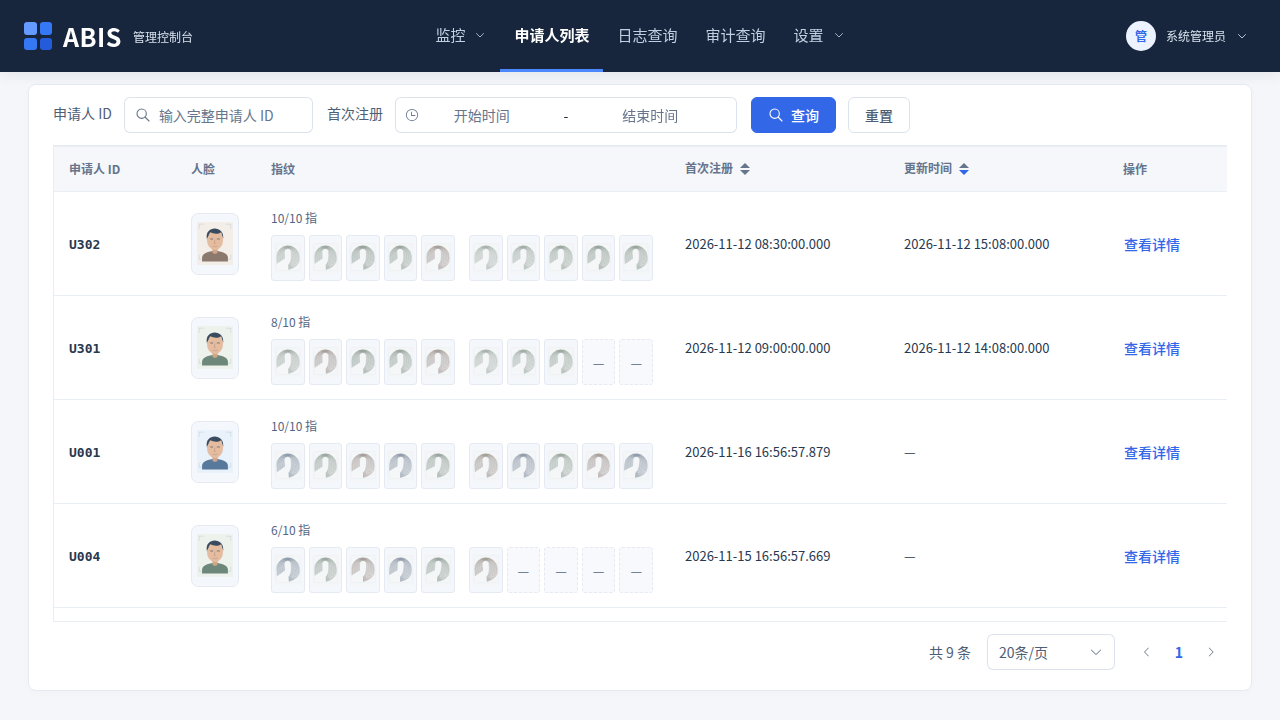 ABIS 管理控制台 监控 申请人列表 日志查询 审计查询 设置 管 系统管理员
申请人 ID 输入完整申请人 ID 首次注册 开始时间 - 结束时间 查询 重置
申请人 ID 人脸 指纹 首次注册 更新时间 操作
10/10 指
U302 2026-11-12 08:30:00.000 2026-11-12 15:08:00.000 查看详情
8/10 指
U301 — — 2026-11-12 09:00:00.000 2026-11-12 14:08:00.000 查看详情
10/10 指
U001 2026-11-16 16:56:57.879 — 查看详情
6/10 指
U004 — — — — 2026-11-15 16:56:57.669 — 查看详情
共 9 条 20条/页 1